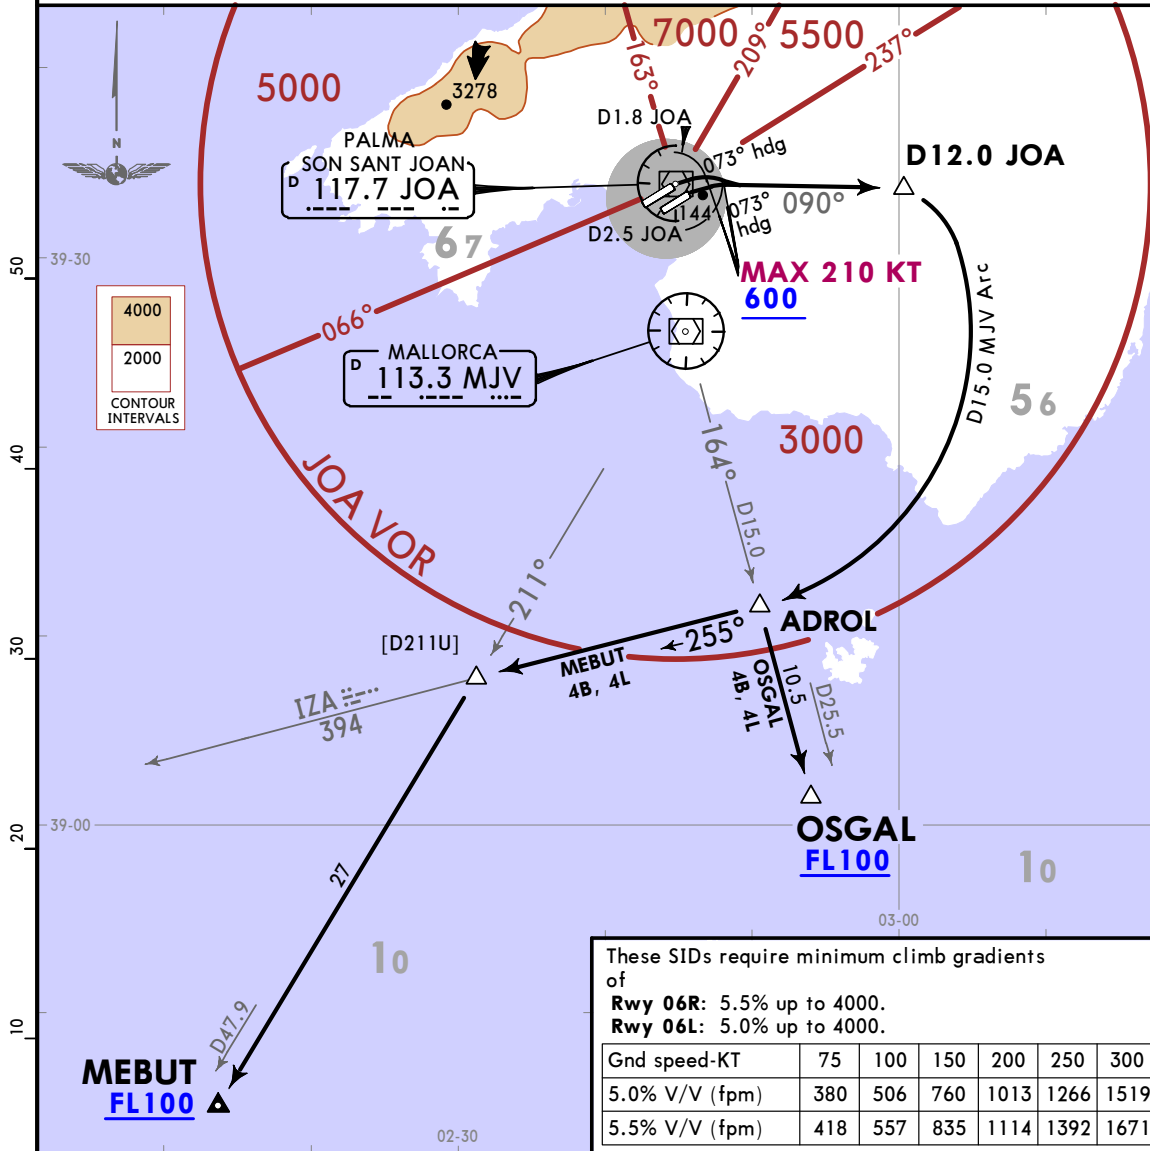 7000
5500
163°
209°
237°
5000
3278
D1.8 JOA
N
PALMA
SON SANT JOAN
D 117.7 JOA
073° hdg
D12.0 JOA
090°
144
073°
hdg
D2.5 JOA
67
39-30
MAX 210 KT
600
50
4000
2000
CONTOUR
INTERVALS
066°
MALLORCA
D 113.3 MJV
D15.0 MJV Arc
56
3000
164°
D15.0
40
JOA VOR
211°
ADROL
[D211U]
255°
MEBUT
4B, 4L
OSGAL
4B, 4L
10.5
D25.5
30
IZA
394
39-00
OSGAL
FL100
20
27
10
10
03-00
D47.9
10
MEBUT
FL100
02-30
These SIDs require minimum climb gradients
of
Rwy 06R: 5.5% up to 4000.
Rwy 06L: 5.0% up to 4000.
Gnd speed-KT 75 100 150 200 250 300
5.0% V/V (fpm) 380 506 760 1013 1266 1519
5.5% V/V (fpm) 418 557 835 1114 1392 1671